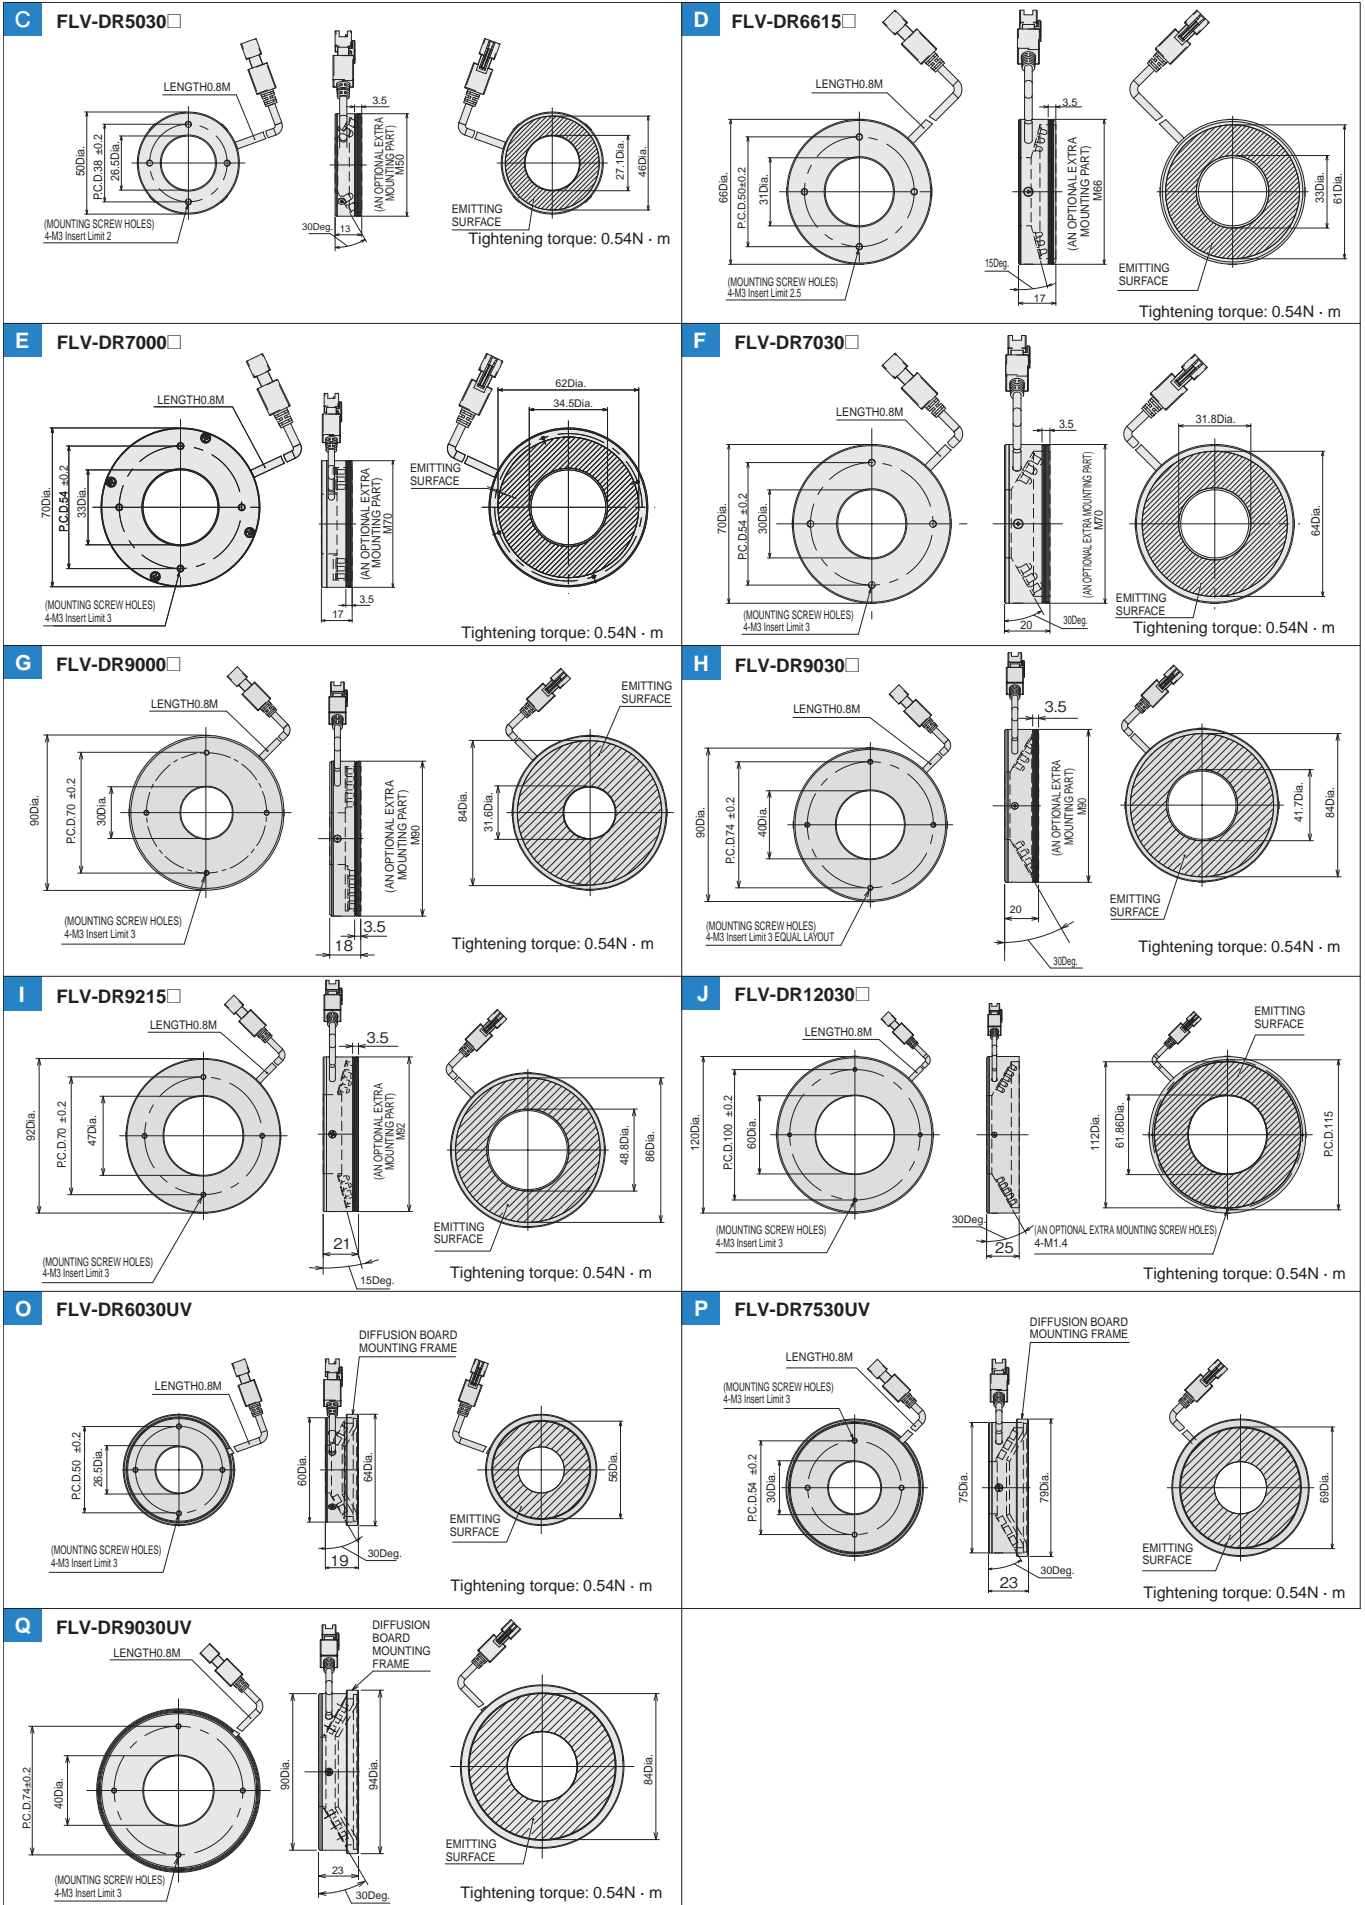 C FLV-DR5030□
LENGTH0.8M
50Dia.
P.C.D.38 ±0.2
26.5Dia.
(MOUNTING SCREW HOLES)
4-M3 Insert Limit 2
3.5
(AN OPTIONAL EXTRA
MOUNTING PART)
M50
30Deg.
13
27.1Dia.
46Dia.
EMITTING
SURFACE
Tightening torque: 0.54N · m
D FLV-DR6615□
LENGTH0.8M
66Dia.
P.C.D.50±0.2
31Dia.
(MOUNTING SCREW HOLES)
4-M3 Insert Limit 2.5
3.5
(AN OPTIONAL EXTRA
MOUNTING PART)
M66
15Deg.
17
33Dia.
61Dia.
EMITTING
SURFACE
Tightening torque: 0.54N · m
E FLV-DR7000□
LENGTH0.8M
70Dia.
P.C.D.54 ±0.2
33Dia.
(MOUNTING SCREW HOLES)
4-M3 Insert Limit 3
(AN OPTIONAL EXTRA
MOUNTING PART)
M70
3.5
17
62Dia.
34.5Dia.
EMITTING
SURFACE
Tightening torque: 0.54N · m
F FLV-DR7030□
LENGTH0.8M
70Dia.
P.C.D.54 ±0.2
30Dia.
(MOUNTING SCREW HOLES)
4-M3 Insert Limit 3
3.5
(AN OPTIONAL EXTRA MOUNTING PART)
M70
30Deg.
20
31.8Dia.
64Dia.
EMITTING
SURFACE
Tightening torque: 0.54N · m
G FLV-DR9000□
LENGTH0.8M
90Dia.
P.C.D.70 ±0.2
30Dia.
(MOUNTING SCREW HOLES)
4-M3 Insert Limit 3
(AN OPTIONAL EXTRA
MOUNTING PART)
M90
3.5
18
84Dia.
31.6Dia.
EMITTING
SURFACE
Tightening torque: 0.54N · m
H FLV-DR9030□
LENGTH0.8M
90Dia.
P.C.D.74 ±0.2
40Dia.
(MOUNTING SCREW HOLES)
4-M3 Insert Limit 3 EQUAL LAYOUT
3.5
(AN OPTIONAL EXTRA
MOUNTING PART)
M90
20
30Deg.
41.7Dia.
84Dia.
EMITTING
SURFACE
Tightening torque: 0.54N · m
I FLV-DR9215□
LENGTH0.8M
92Dia.
P.C.D.70 ±0.2
47Dia.
(MOUNTING SCREW HOLES)
4-M3 Insert Limit 3
3.5
(AN OPTIONAL EXTRA
MOUNTING PART)
M92
21
15Deg.
48.8Dia.
86Dia.
EMITTING
SURFACE
Tightening torque: 0.54N · m
J FLV-DR12030□
LENGTH0.8M
120Dia.
P.C.D.100 ±0.2
60Dia.
(MOUNTING SCREW HOLES)
4-M3 Insert Limit 3
30Deg.
25
EMITTING
SURFACE
112Dia.
61.86Dia.
P.C.D.115
(AN OPTIONAL EXTRA MOUNTING SCREW HOLES)
4-M1.4
Tightening torque: 0.54N · m
O FLV-DR6030UV
DIFFUSION BOARD
MOUNTING FRAME
LENGTH0.8M
P.C.D.50 ±0.2
26.5Dia.
(MOUNTING SCREW HOLES)
4-M3 Insert Limit 3
60Dia.
64Dia.
30Deg.
19
56Dia.
EMITTING
SURFACE
Tightening torque: 0.54N · m
P FLV-DR7530UV
DIFFUSION BOARD
MOUNTING FRAME
LENGTH0.8M
(MOUNTING SCREW HOLES)
4-M3 Insert Limit 3
P.C.D.54 ±0.2
30Dia.
75Dia.
79Dia.
30Deg.
23
69Dia.
EMITTING
SURFACE
Tightening torque: 0.54N · m
Q FLV-DR9030UV
DIFFUSION
BOARD
MOUNTING
FRAME
LENGTH0.8M
P.C.D.74±0.2
40Dia.
(MOUNTING SCREW HOLES)
4-M3 Insert Limit 3
90Dia.
94Dia.
23
30Deg.
84Dia.
EMITTING
SURFACE
Tightening torque: 0.54N · m